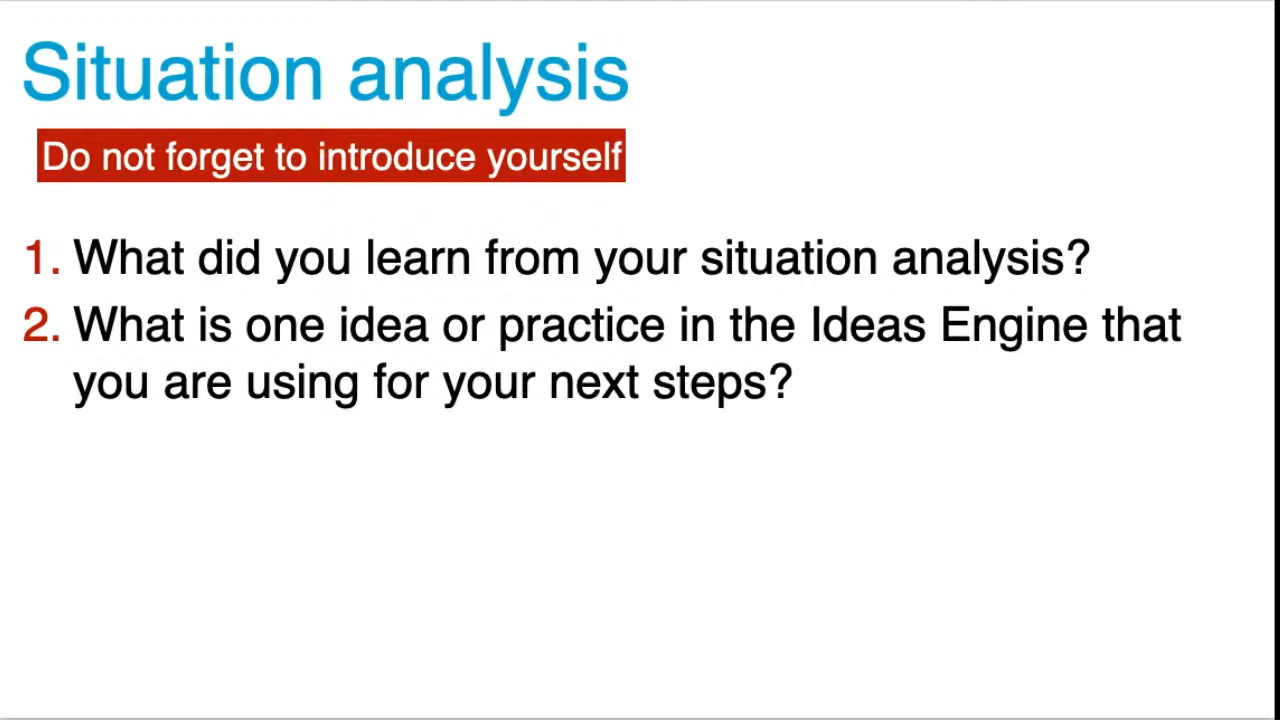 Situation analysis
Do not forget to introduce yourself
1. What did you learn from your situation analysis?
2. What is one idea or practice in the Ideas Engine that
you are using for your next steps?